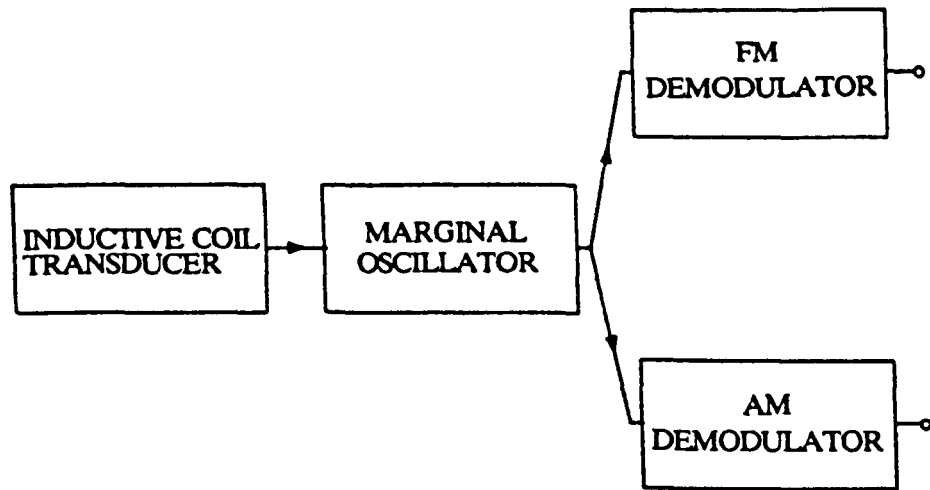 FM
DEMODULATOR
INDUCTIVE COIL
TRANSDUCER
MARGINAL
OSCILLATOR
AM
DEMODULATOR